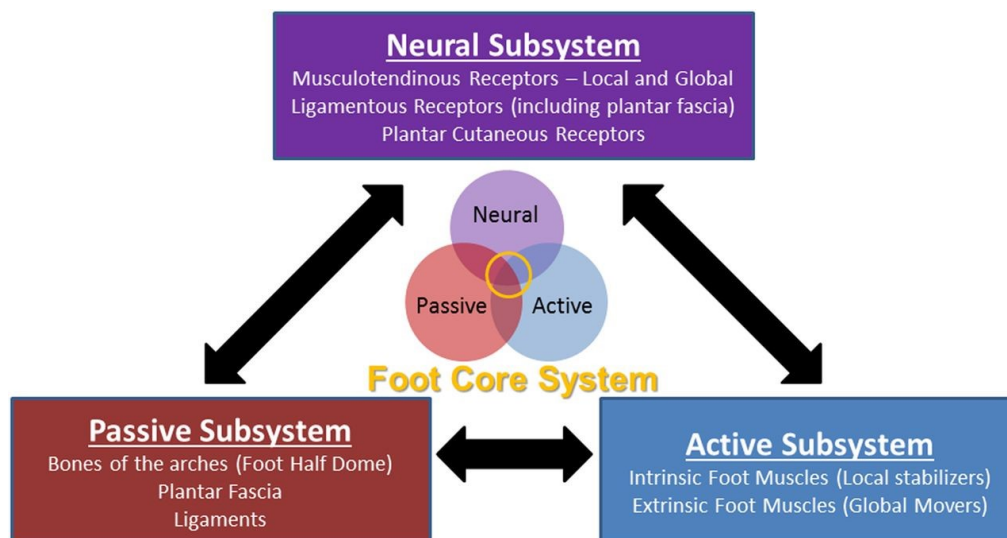 Neural Subsystem
Musculotendinous Receptors – Local and Global
Ligamentous Receptors (including plantar fascia)
Plantar Cutaneous Receptors
Neural
Passive
Active
Foot Core System
Passive Subsystem
Bones of the arches (Foot Half Dome)
Plantar Fascia
Ligaments
Active Subsystem
Intrinsic Foot Muscles (Local stabilizers)
Extrinsic Foot Muscles (Global Movers)